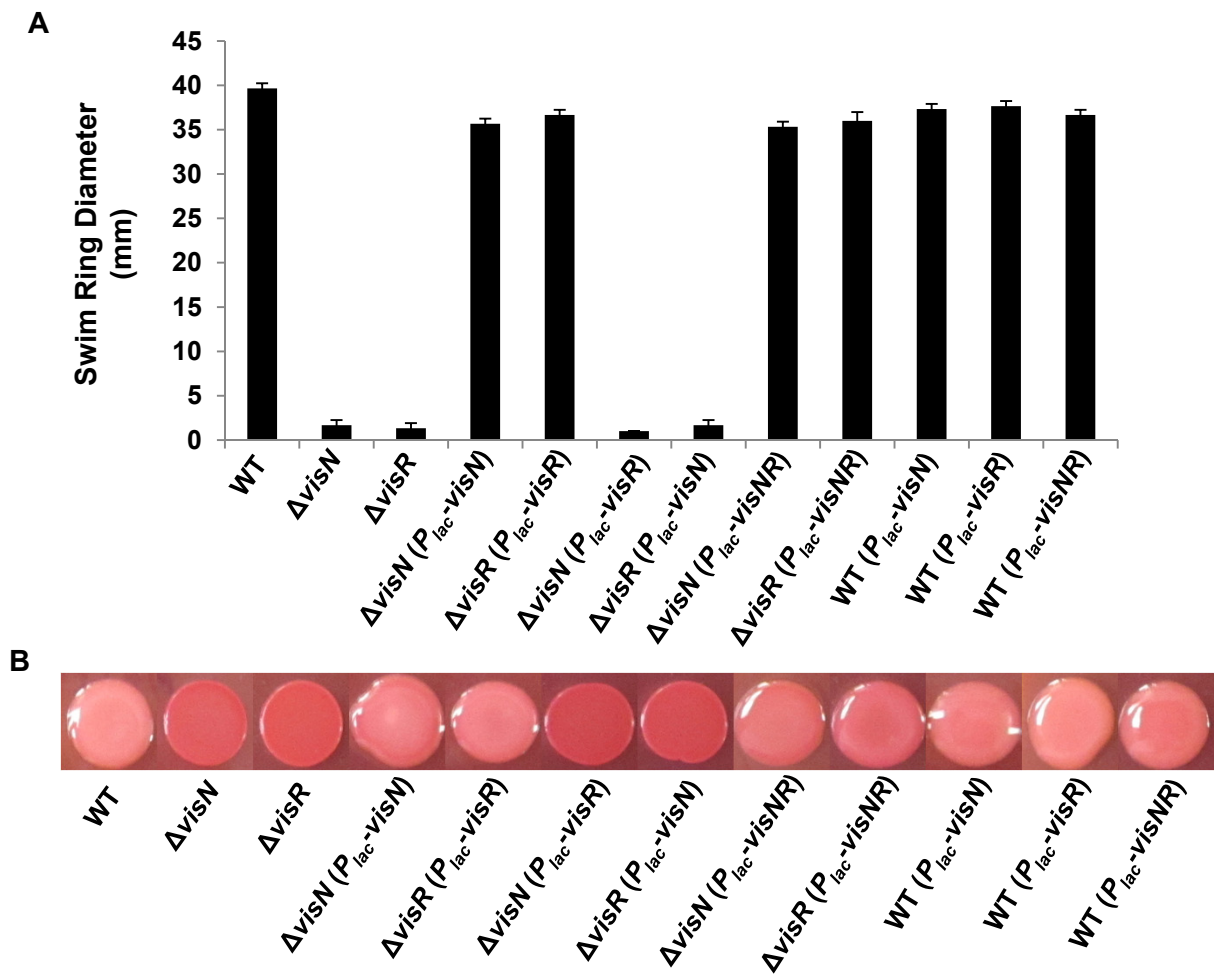 A
Swim Ring Diameter
(mm)
45
40
35
30
25
20
15
10
5
0
WT
ΔvisN
ΔvisR
ΔvisN (Plac-visN)
ΔvisR (Plac-visR)
ΔvisN (Plac-visR)
ΔvisR (Plac-visN)
ΔvisN (Plac-visNR)
ΔvisR (Plac-visNR)
WT (Plac-visN)
WT (Plac-visR)
WT (Plac-visNR)
B
WT
ΔvisN
ΔvisR
ΔvisN (Plac-visN)
ΔvisR (Plac-visR)
ΔvisN (Plac-visR)
ΔvisR (Plac-visN)
ΔvisN (Plac-visNR)
ΔvisR (Plac-visNR)
WT (Plac-visN)
WT (Plac-visR)
WT (Plac-visNR)